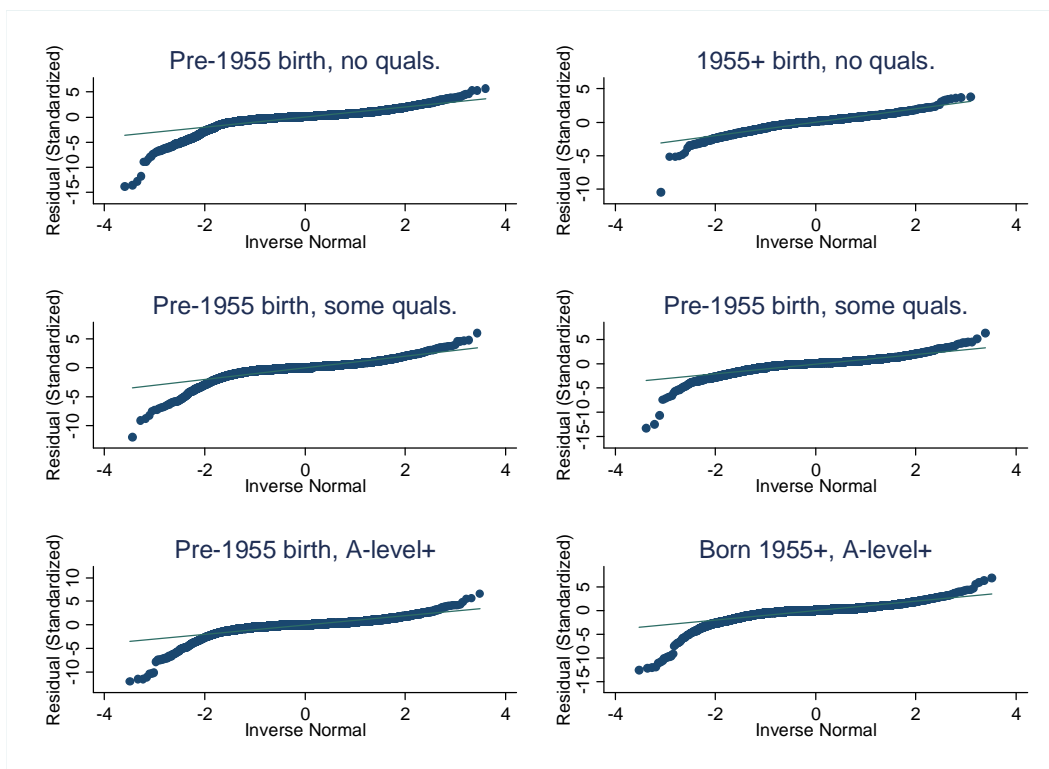 Pre-1955 birth, no quals.
Residual (Standardized)
-15 -10 -5 0 5
-4 -2 0 2 4
Inverse Normal
1955+ birth, no quals.
Residual (Standardized)
-10 -5 0 5
-4 -2 0 2 4
Inverse Normal
Pre-1955 birth, some quals.
Residual (Standardized)
-10 -5 0 5
-4 -2 0 2 4
Inverse Normal
Pre-1955 birth, some quals.
Residual (Standardized)
-15 -10 -5 0 5
-4 -2 0 2 4
Inverse Normal
Pre-1955 birth, A-level+
Residual (Standardized)
-10 -5 0 5 10
-4 -2 0 2 4
Inverse Normal
Born 1955+, A-level+
Residual (Standardized)
-15 -10 -5 0 5
-4 -2 0 2 4
Inverse Normal